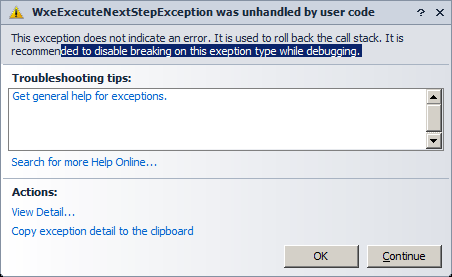 WxeExecuteNextStepException was unhandled by user code
This exception does not indicate an error. It is used to roll back the call stack. It is
recommended to disable breaking on this exeption type while debugging.
Troubleshooting tips:
Get general help for exceptions.
Search for more Help Online...
Actions:
View Detail...
Copy exception detail to the clipboard
OK Continue